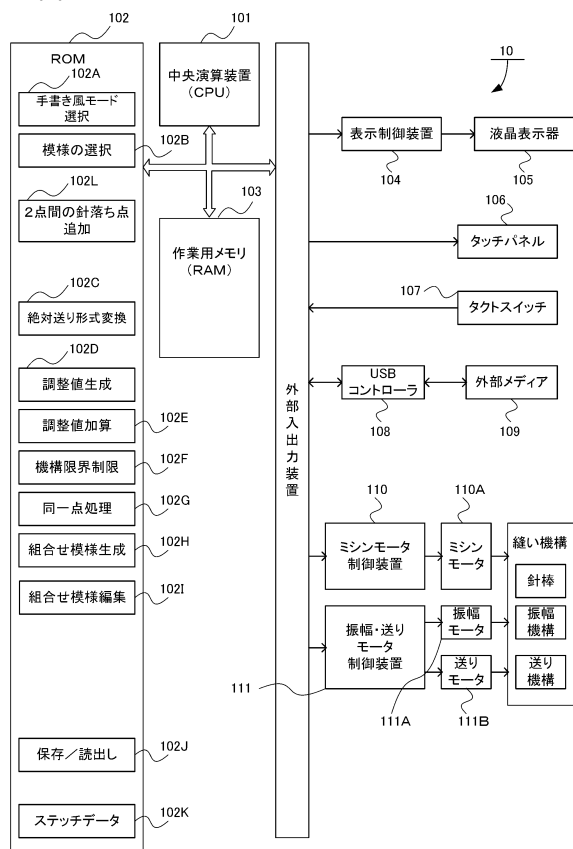 102
ROM
102A
手書き風モード
選択
模様の選択
102B
102L
２点間の針落ち点
追加
102C
絶対送り形式変換
102D
調整値生成
調整値加算
102E
機構限界制限
102F
同一点処理
102G
組合せ模様生成
102H
組合せ模様編集
102I
保存／読出し
102J
ステッチデータ
102K
101
中央演算装置
（CPU）
103
作業用メモリ
（RAM）
外部入出力装置
10
表示制御装置
104
液晶表示器
105
106
タッチパネル
107
タクトスイッチ
USB
コントローラ
108
外部メディア
109
110
ミシンモータ
制御装置
110A
ミシン
モータ
縫い機構
針棒
振幅
機構
送り
機構
振幅・送り
モータ
制御装置
111
振幅
モータ
111A
送り
モータ
111B